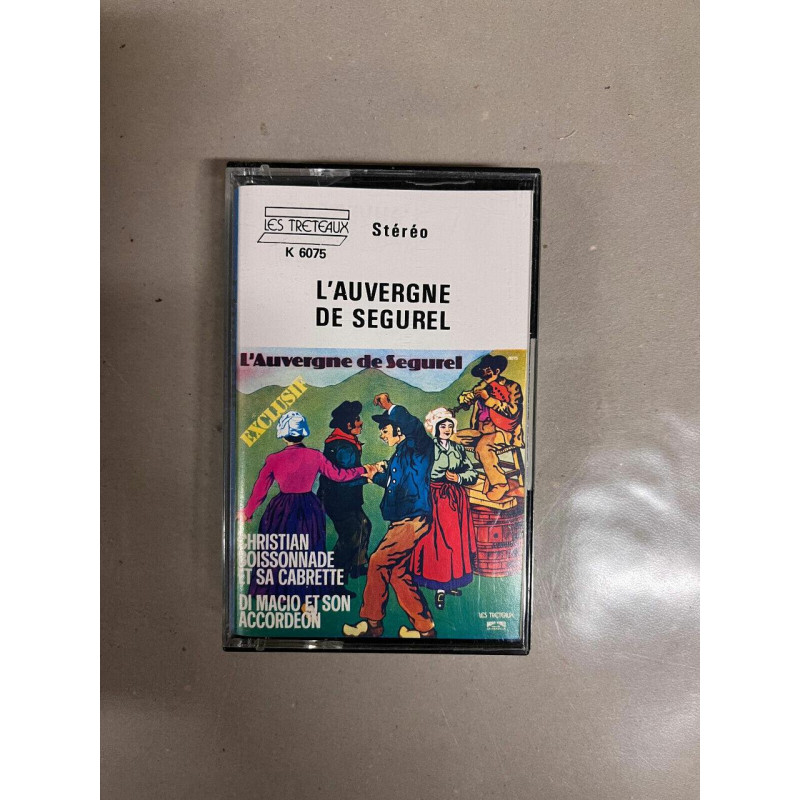 LES TRETEAUX
Stéréo
K 6075
L'AUVERGNE
DE SEGUREL
L'Auvergne de Segurel
EXCLUSIF
CHRISTIAN
BOISSONNADE
ET SA CABRETTE
DI MACIO ET SON
ACCORDEON
LES TRETEAUX